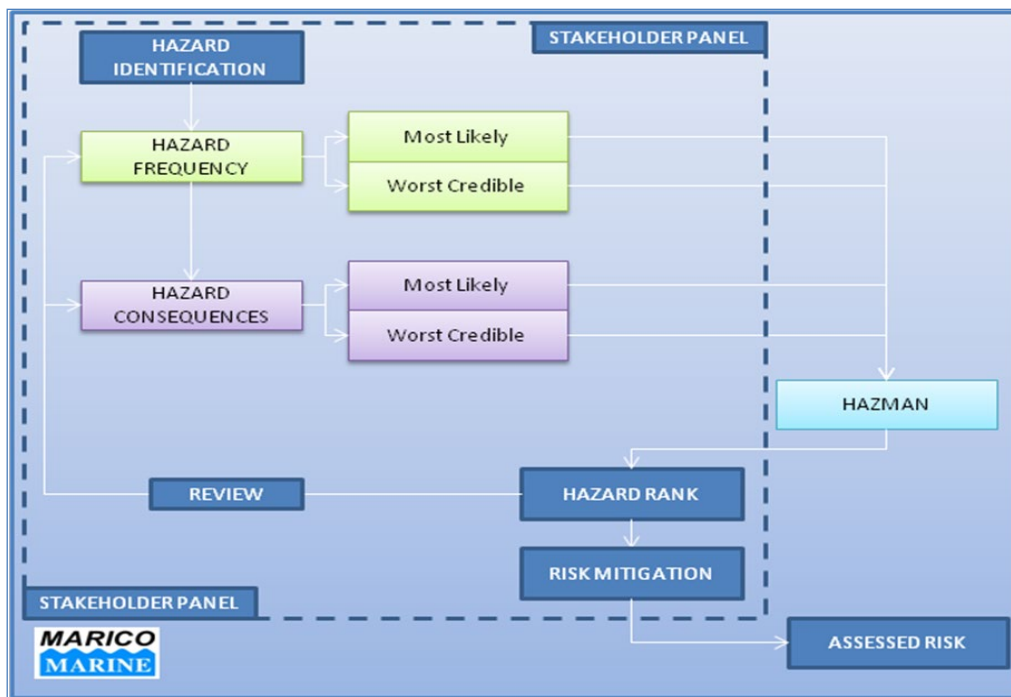 STAKEHOLDER PANEL
HAZARD
IDENTIFICATION
HAZARD
FREQUENCY
Most Likely
Worst Credible
HAZARD
CONSEQUENCES
Most Likely
Worst Credible
HAZMAN
REVIEW
HAZARD RANK
RISK MITIGATION
STAKEHOLDER PANEL
MARICO
MARINE
ASSESSED RISK